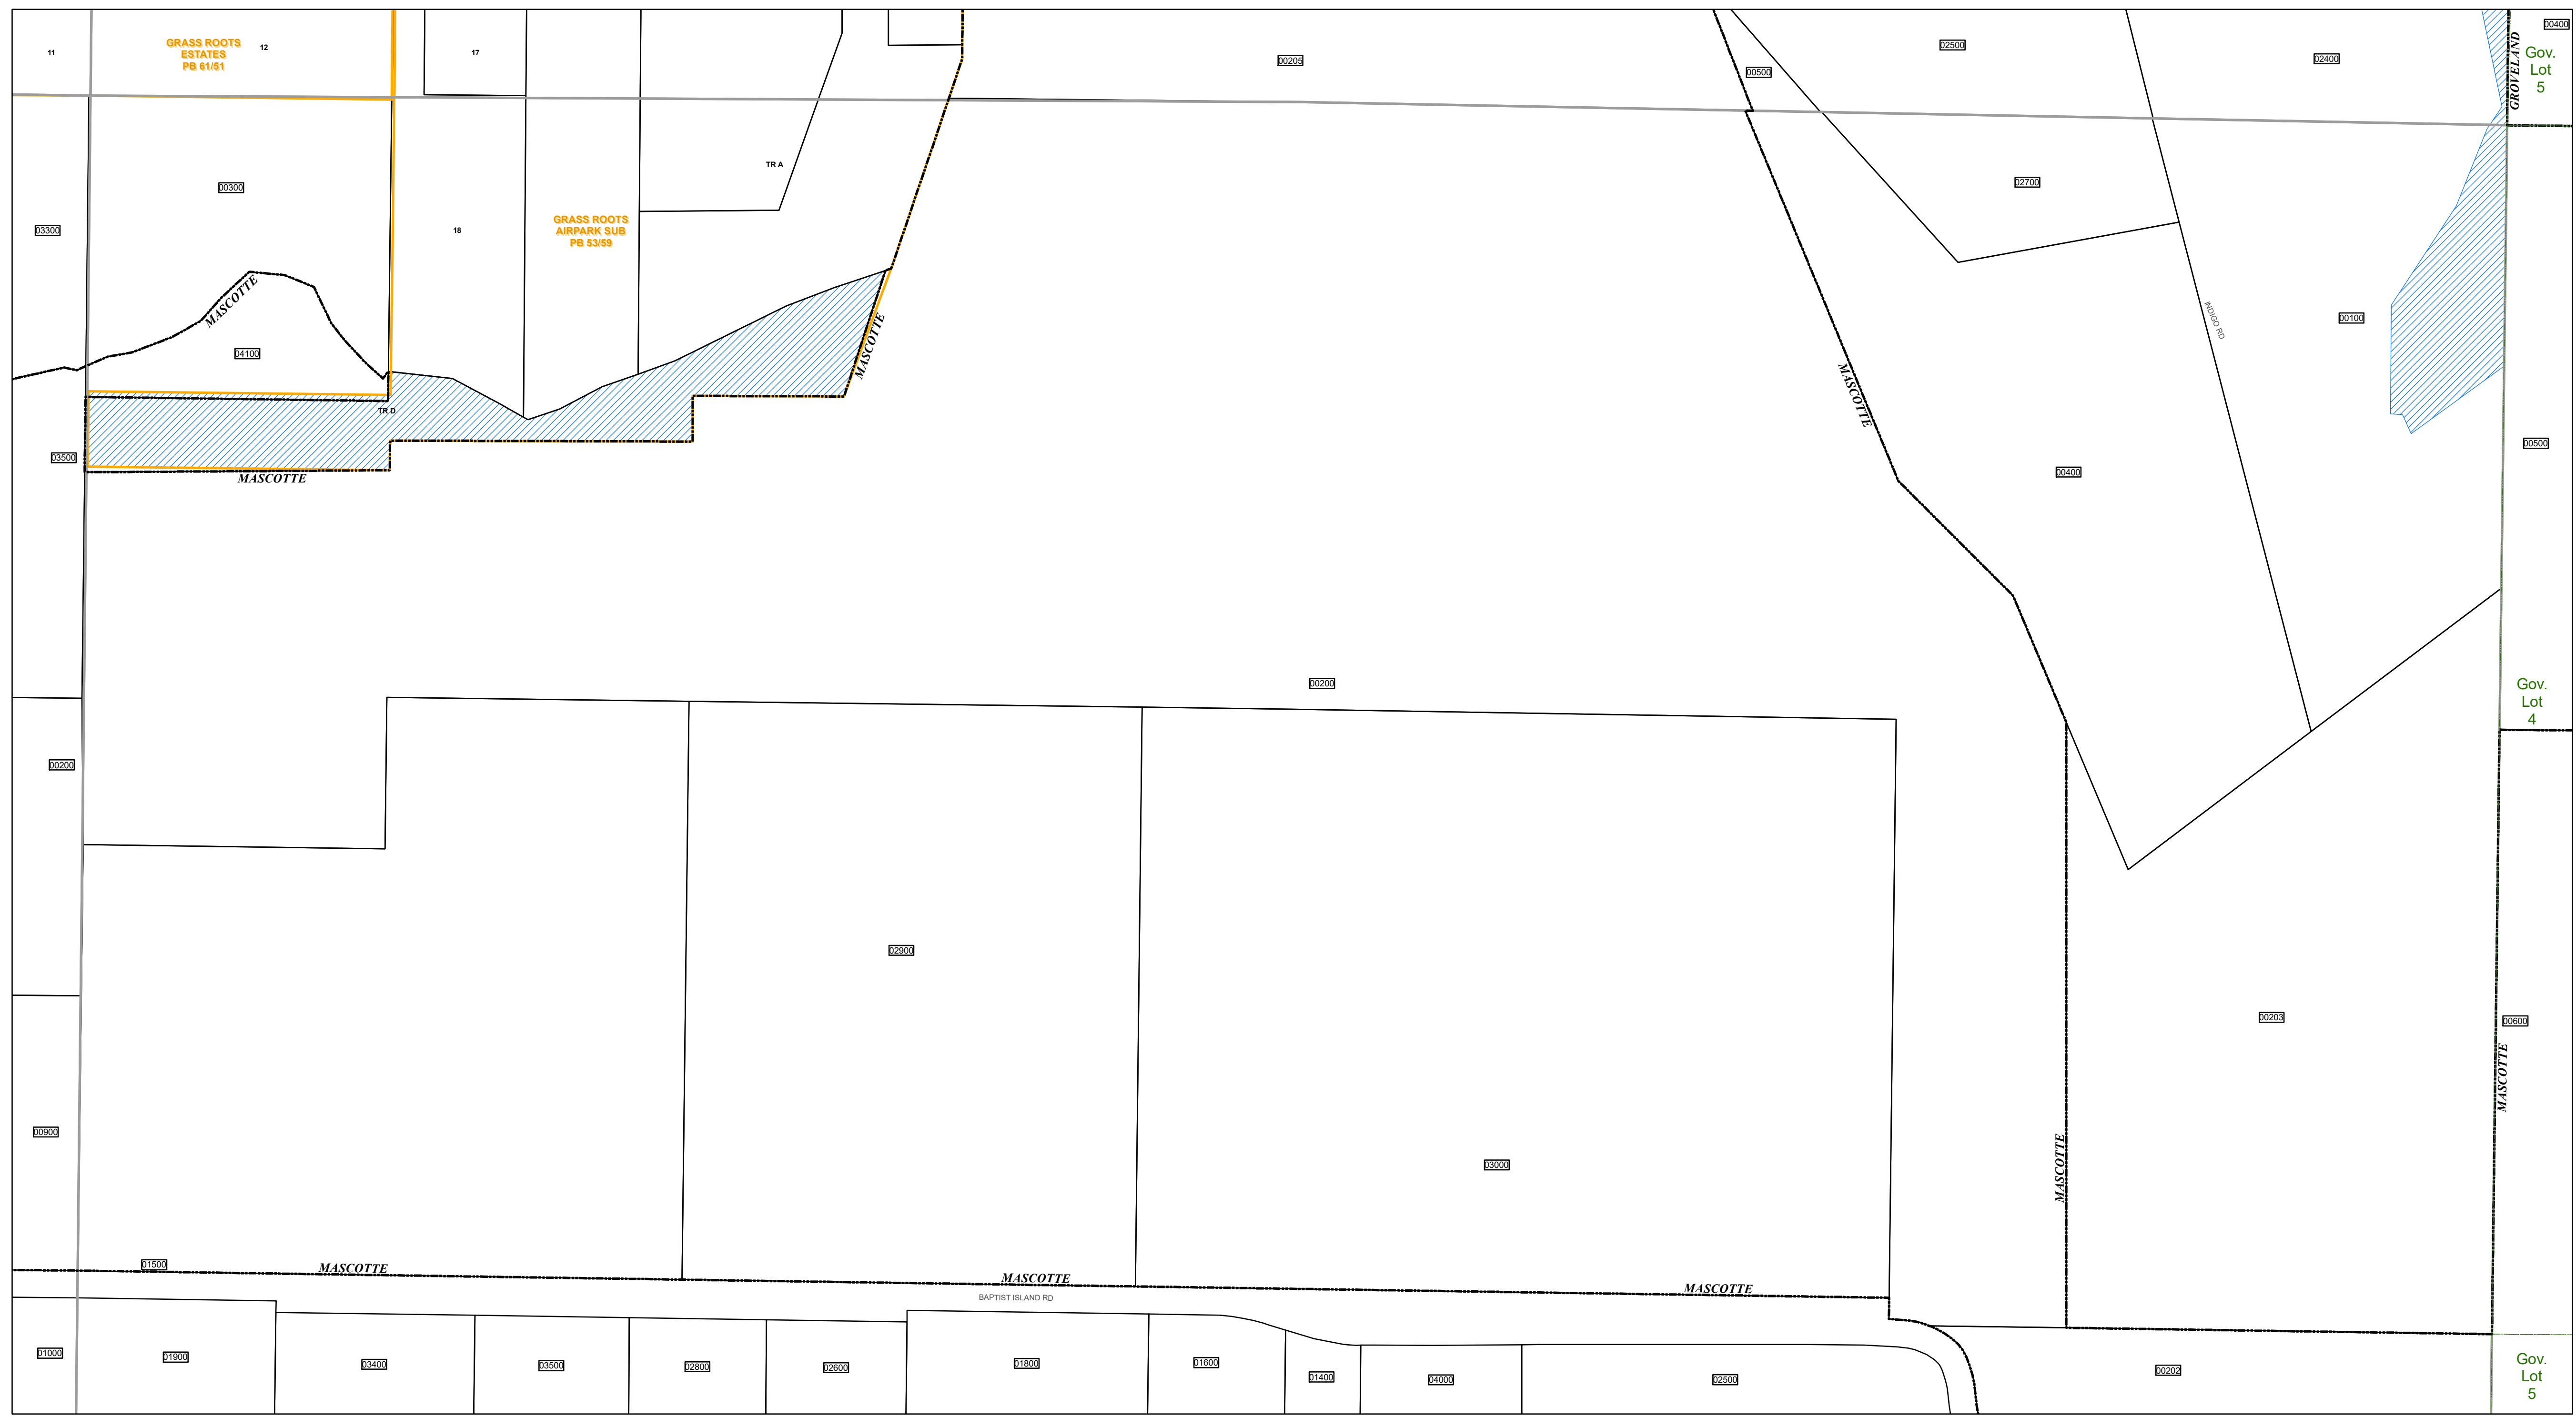 11
GRASS ROOTS
ESTATES
PB 61/51
12
17
00205
00500
02500
02400
GROVELAND
00400
Gov.
Lot
5
TR A
00300
03300
18
GRASS ROOTS
AIRPARK SUB
PB 53/59
02700
MASCOTTE
04100
MASCOTTE
INDIGO RD
00100
TR D
MASCOTTE
03500
MASCOTTE
00400
00500
00200
Gov.
Lot
4
00200
02900
00203
00600
MASCOTTE
00900
MASCOTTE
03000
01500
MASCOTTE
MASCOTTE
MASCOTTE
BAPTIST ISLAND RD
01000
01900
03400
03500
02800
02600
01800
01600
01400
04000
02500
00202
Gov.
Lot
5